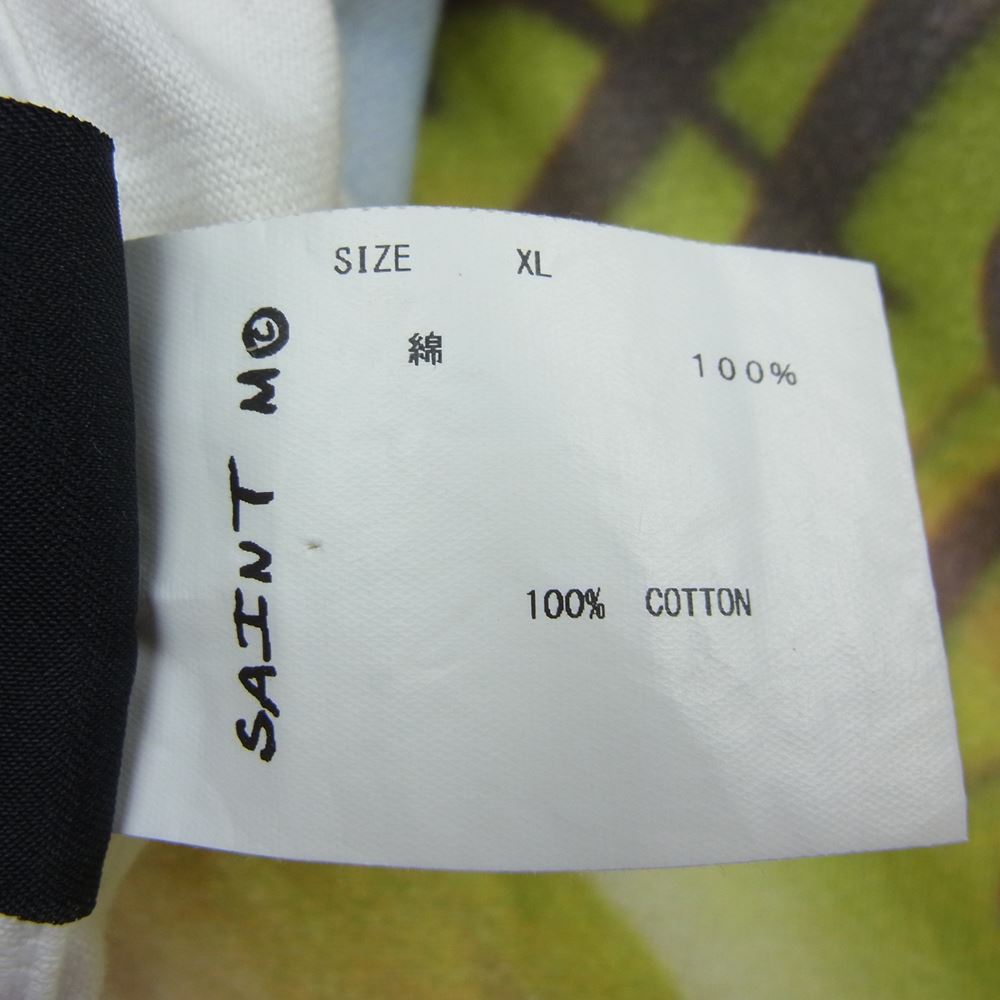 SIZE XL
綿 100%
100% COTTON
SAINT M